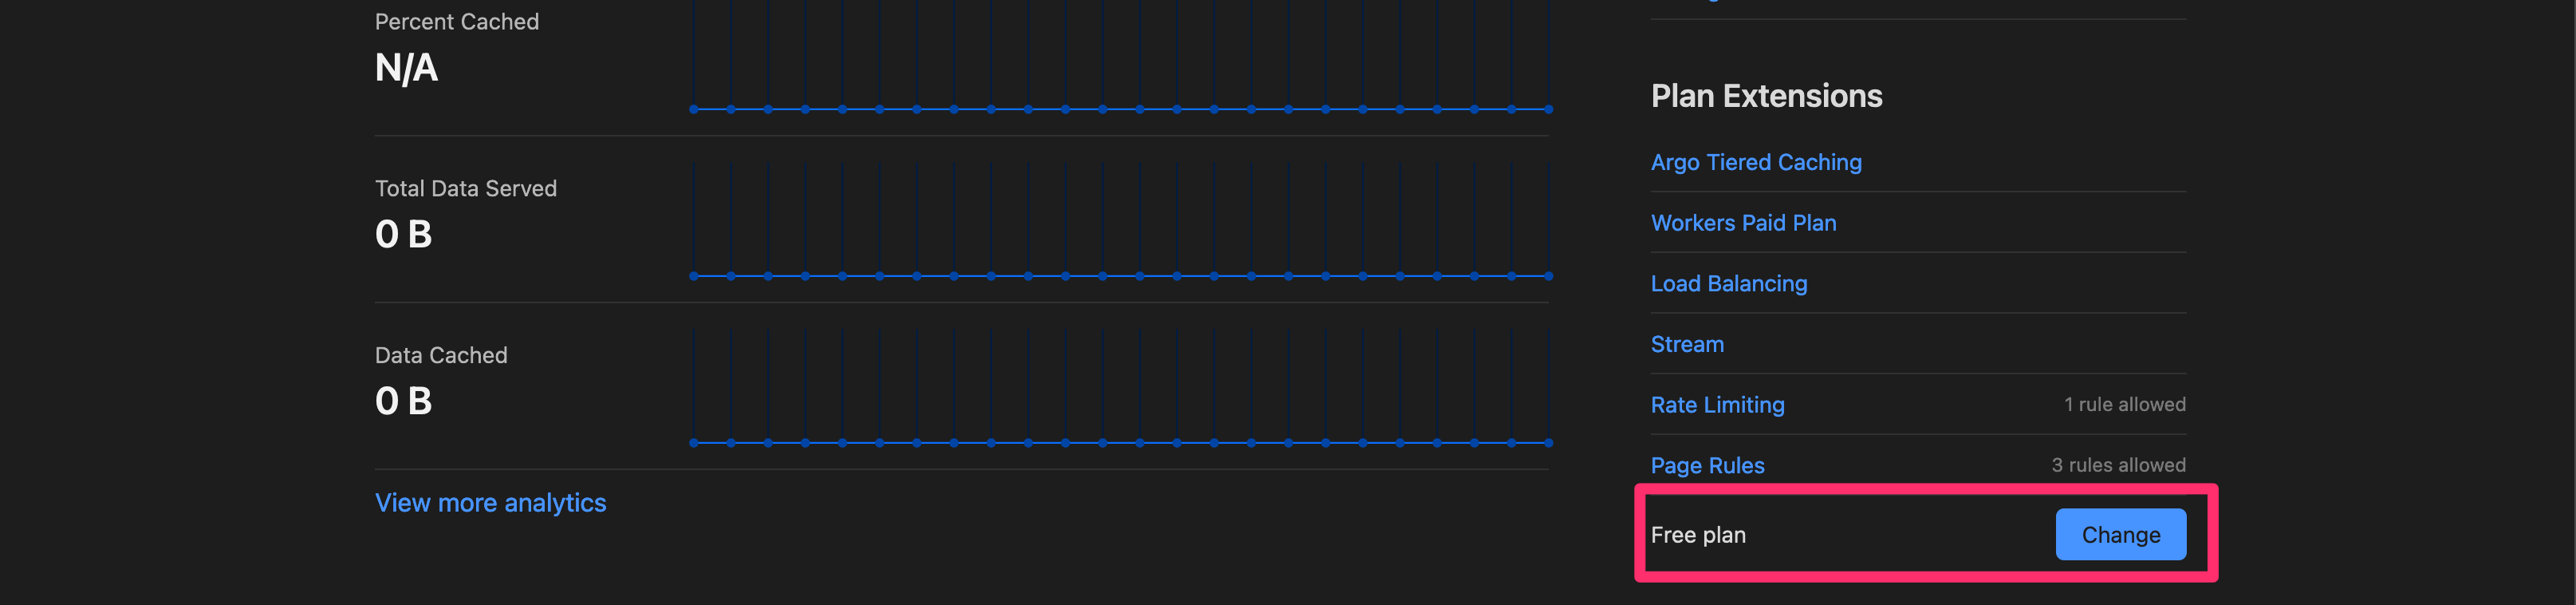 Percent Cached
N/A
Total Data Served
0 B
Data Cached
0 B
View more analytics
Plan Extensions
Argo Tiered Caching
Workers Paid Plan
Load Balancing
Stream
Rate Limiting 1 rule allowed
Page Rules 3 rules allowed
Free plan Change